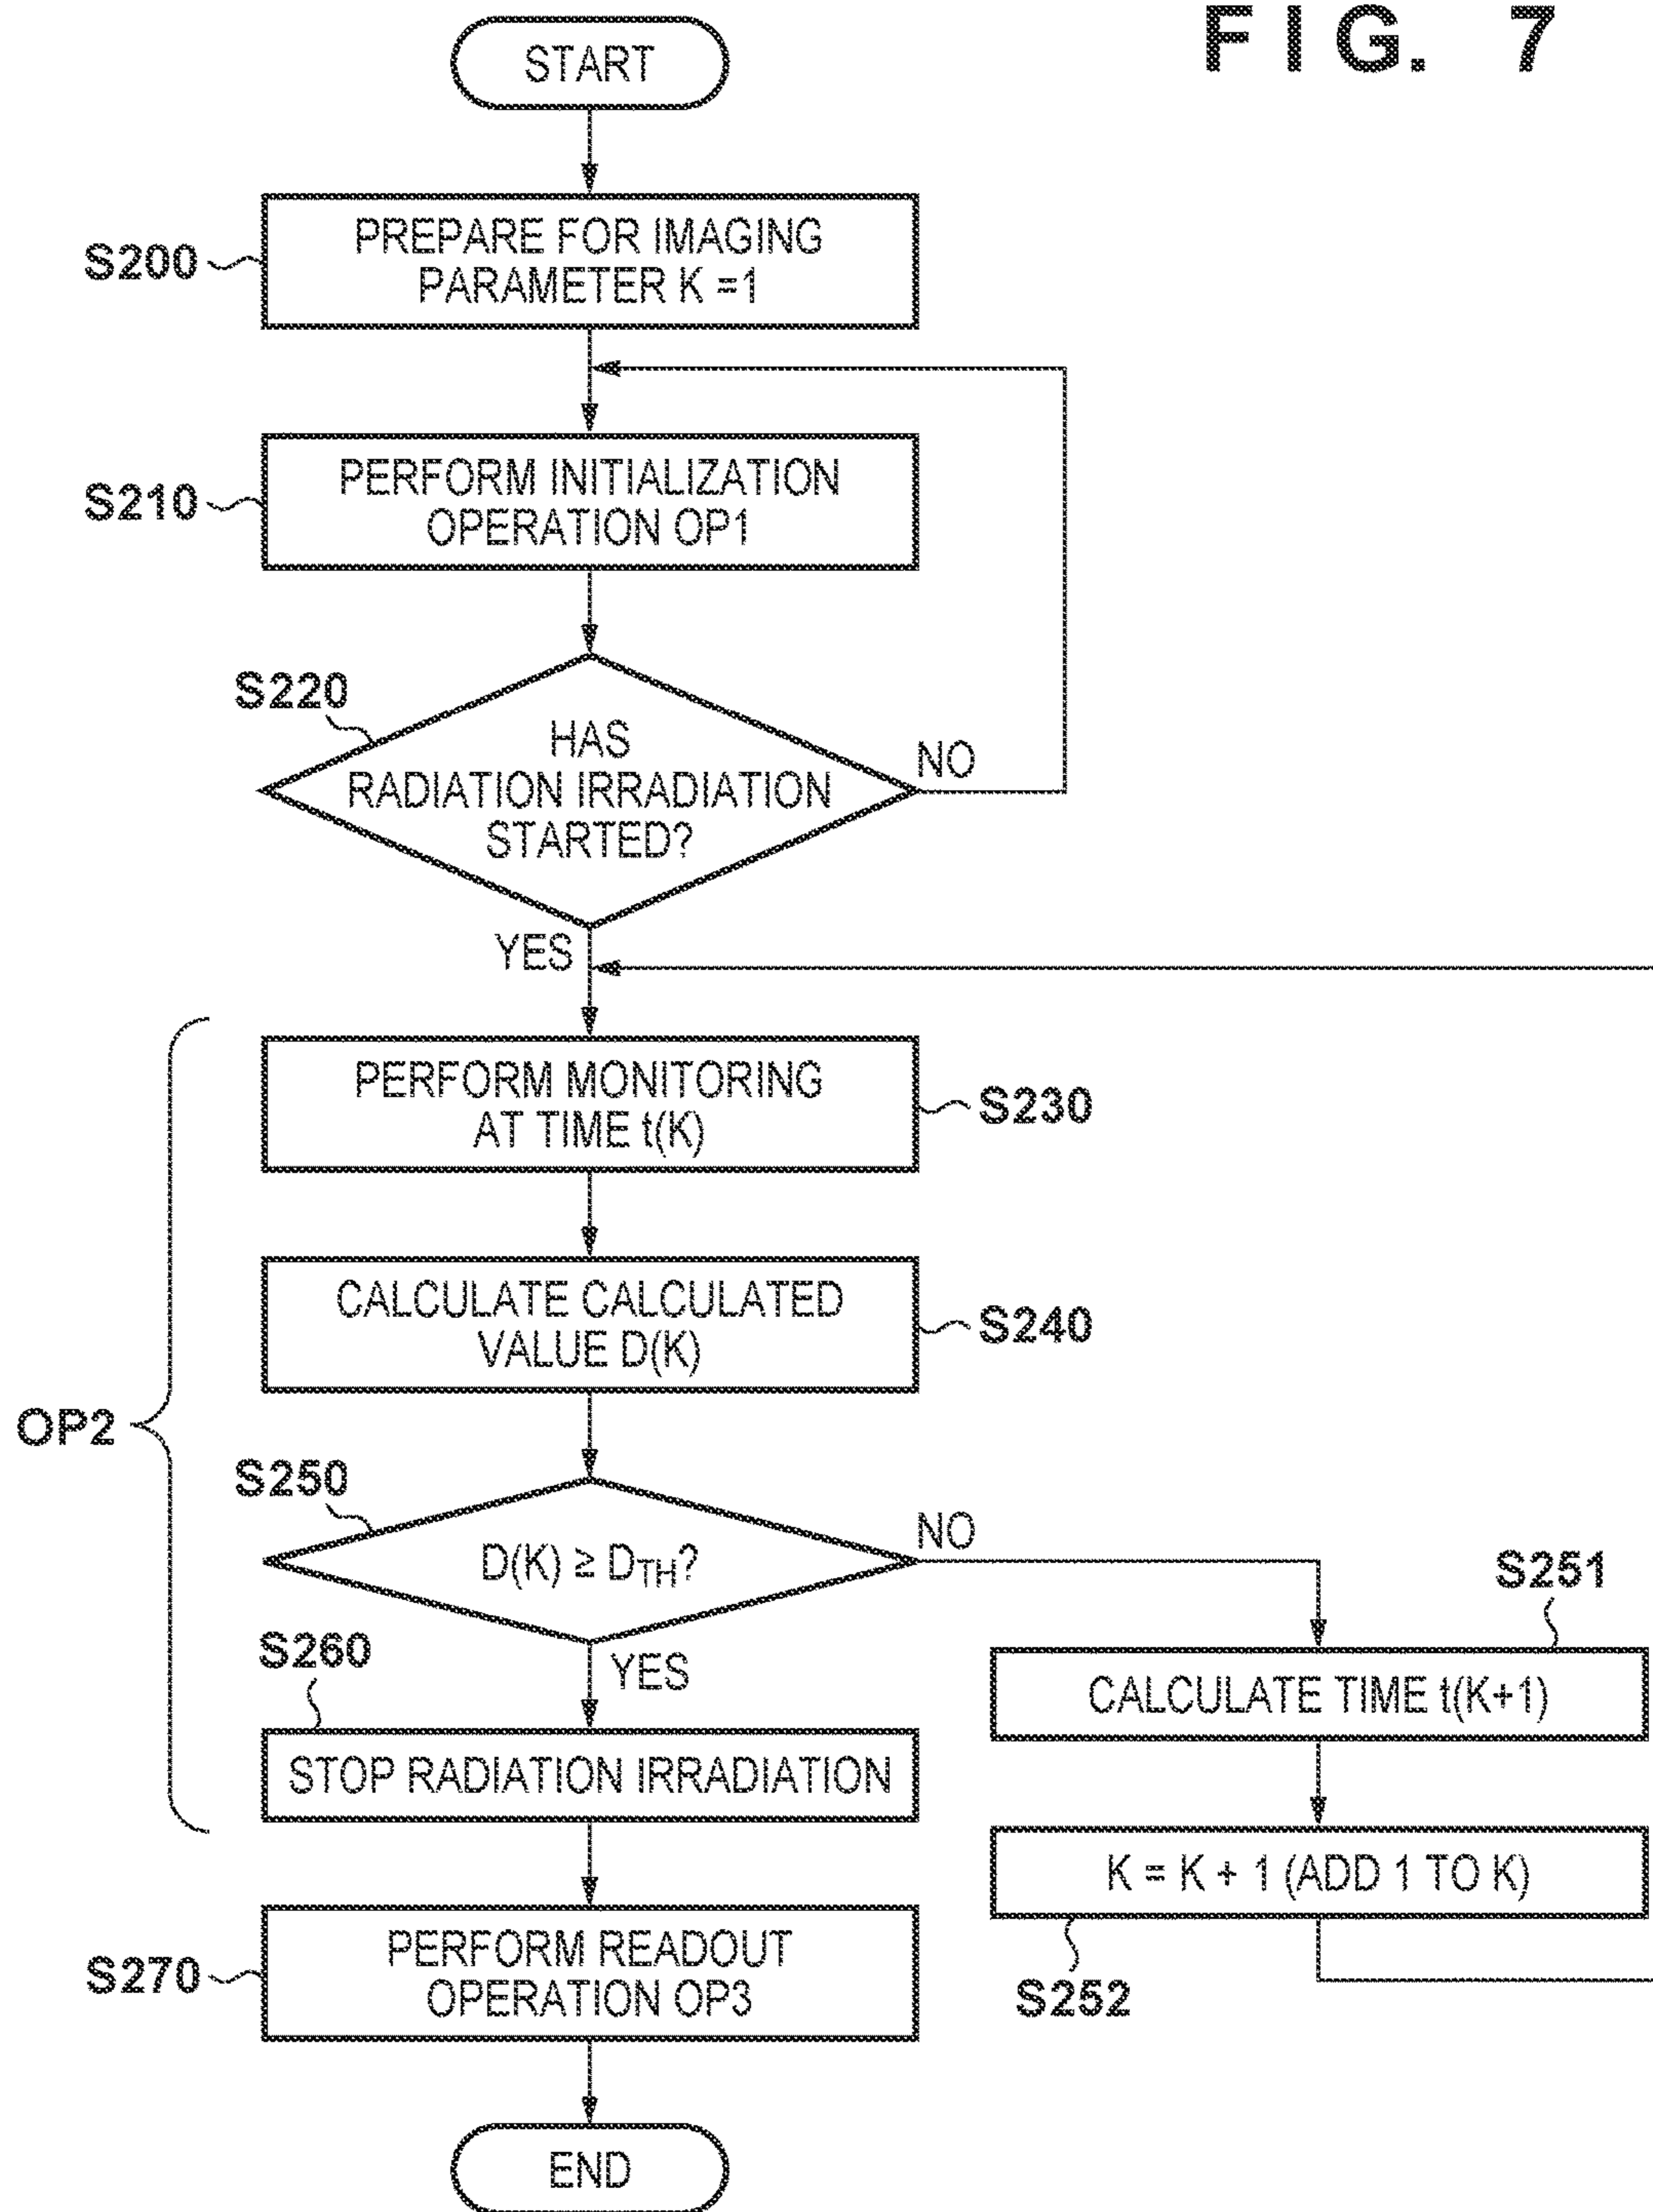 FIG. 7
START
S200
PREPARE FOR IMAGING
PARAMETER K =1
S210
PERFORM INITIALIZATION
OPERATION OP1
S220
HAS
RADIATION IRRADIATION
STARTED?
NO
YES
PERFORM MONITORING
AT TIME t(K)
S230
CALCULATE CALCULATED
VALUE D(K)
S240
OP2
S250
D(K) ≥ DTH?
NO
YES
S251
CALCULATE TIME t(K+1)
S260
STOP RADIATION IRRADIATION
K = K + 1 (ADD 1 TO K)
S252
S270
PERFORM READOUT
OPERATION OP3
END